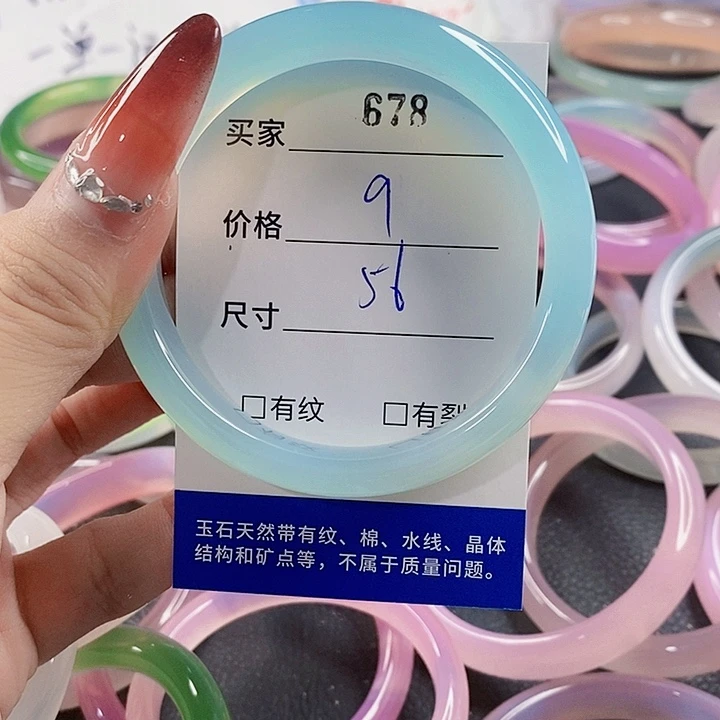 买家 678
价格 9
尺寸 56
□有纹 □有裂
玉石天然带有纹、棉、水线、晶体
结构和矿点等，不属于质量问题。